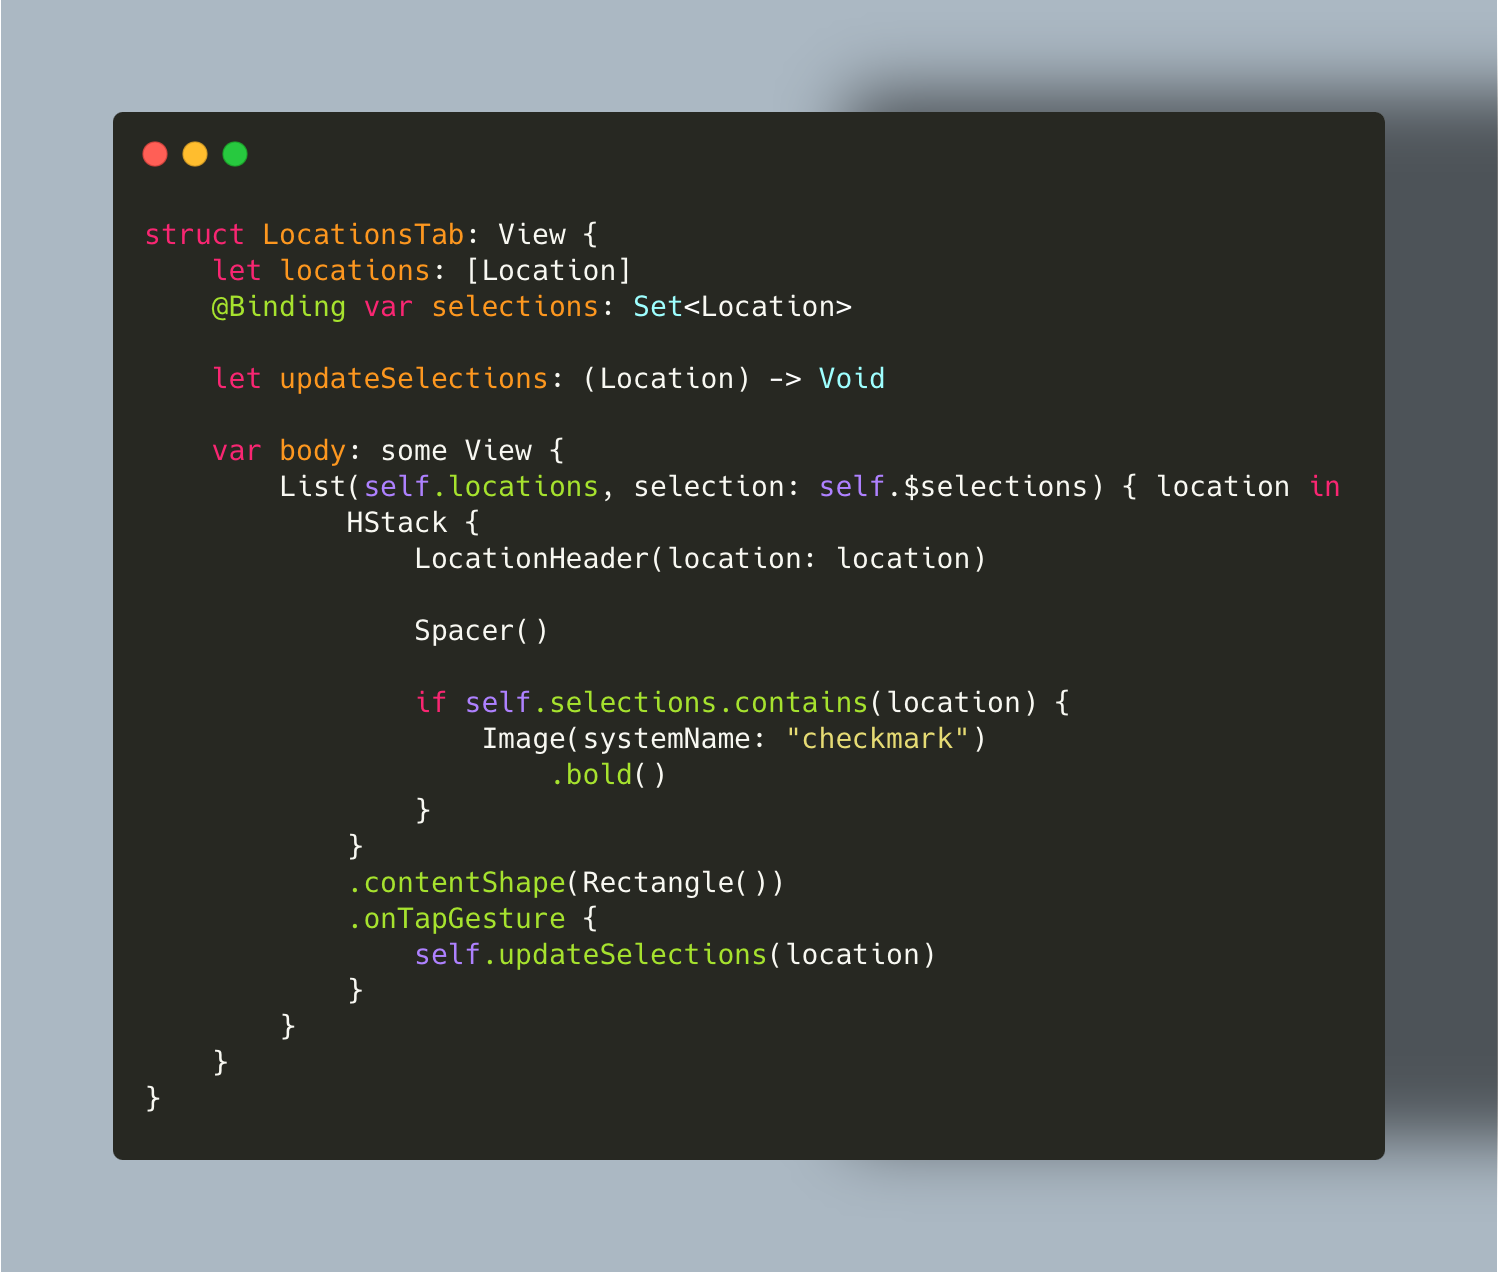 struct LocationsTab: View {
    let locations: [Location]
    @Binding var selections: Set<Location>

    let updateSelections: (Location) -> Void

    var body: some View {
        List(self.locations, selection: self.$selections) { location in
            HStack {
                LocationHeader(location: location)

                Spacer()

                if self.selections.contains(location) {
                    Image(systemName: "checkmark")
                        .bold()
                }
            }
            .contentShape(Rectangle())
            .onTapGesture {
                self.updateSelections(location)
            }
        }
    }
}